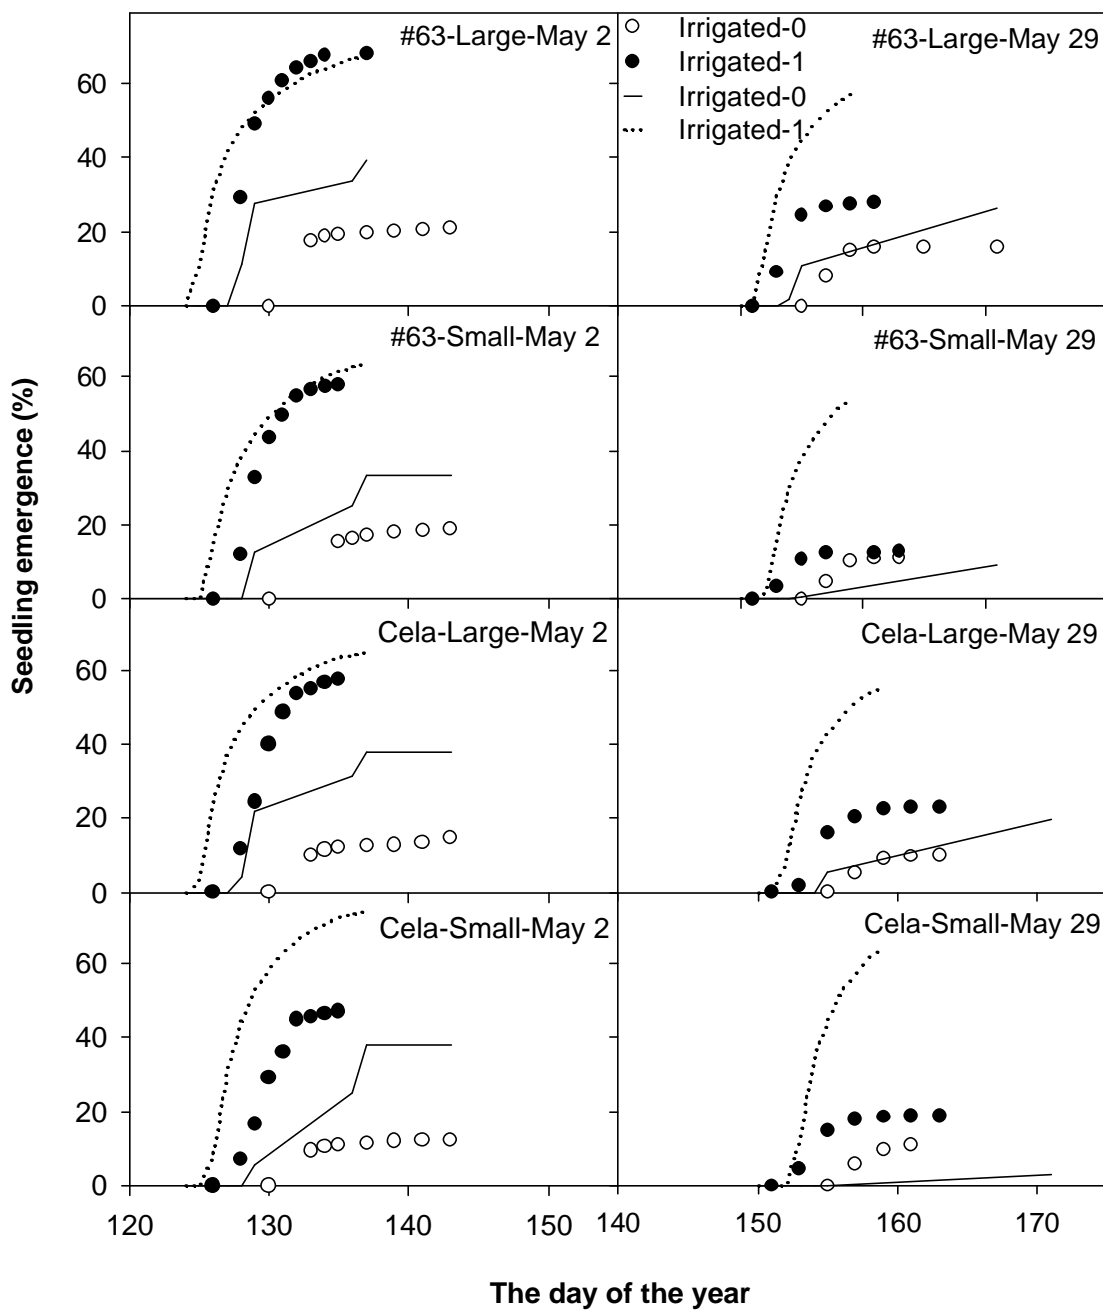 #63-Large-May 2
Irrigated-0
Irrigated-1
Irrigated-0
Irrigated-1
#63-Large-May 29
60
40
20
0
#63-Small-May 2
#63-Small-May 29
60
40
20
0
Cela-Large-May 2
Cela-Large-May 29
60
40
20
0
Cela-Small-May 2
Cela-Small-May 29
60
40
20
0
Seedling emergence (%)
120
130
140
150
140
150
160
170
The day of the year